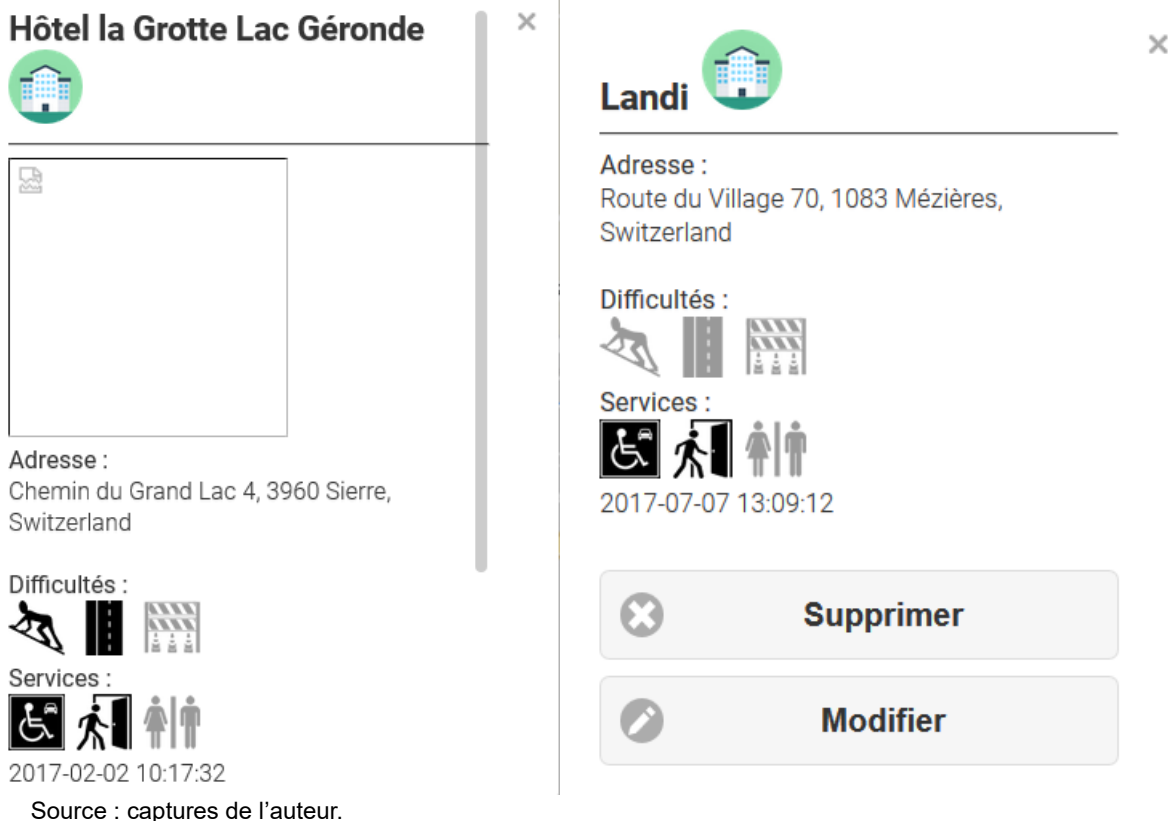 Hôtel la Grotte Lac Géronde
Adresse :
Chemin du Grand Lac 4, 3960 Sierre,
Switzerland
Difficultés :
Services :
2017-02-02 10:17:32
Landi
Adresse :
Route du Village 70, 1083 Mézières,
Switzerland
Difficultés :
Services :
2017-07-07 13:09:12
Supprimer
Modifier
Source : captures de l’auteur.